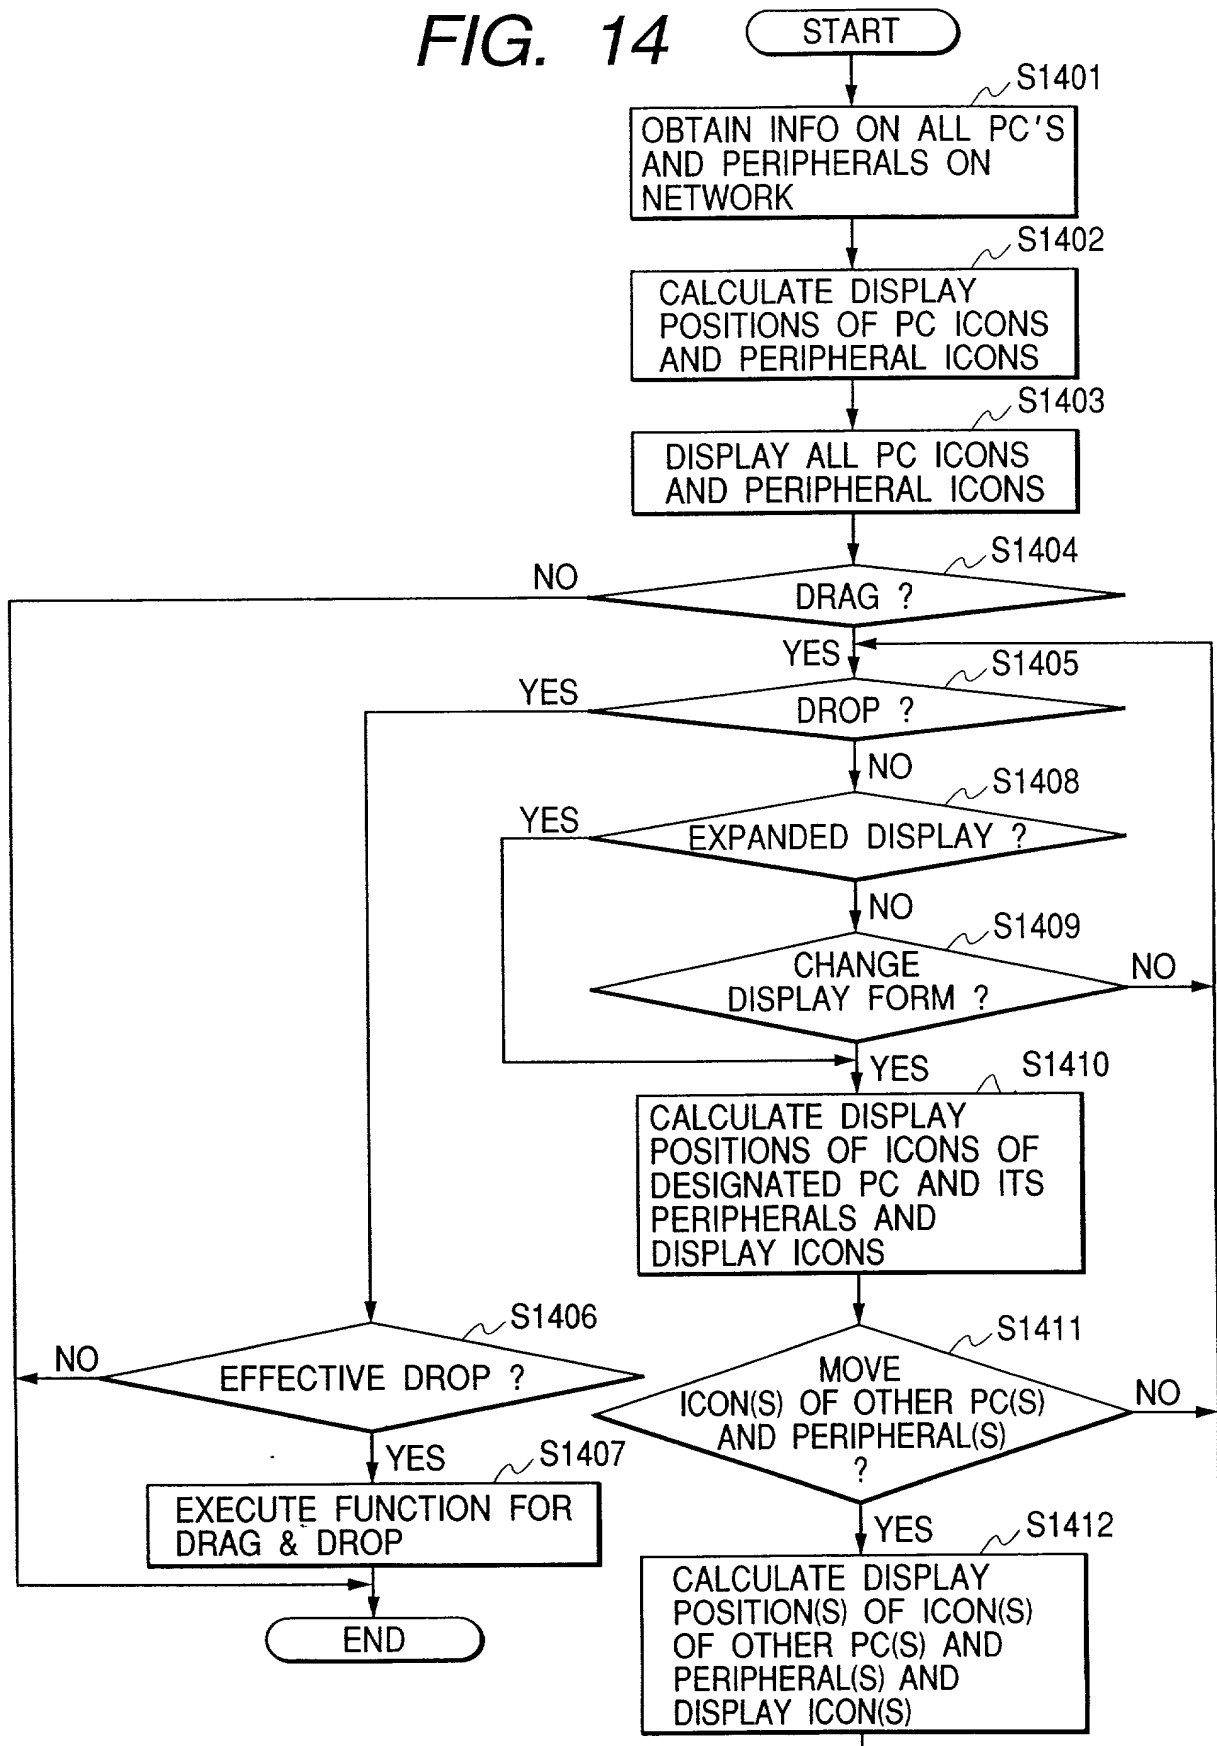 FIG. 14
START
S1401
OBTAIN INFO ON ALL PC'S
AND PERIPHERALS ON
NETWORK
S1402
CALCULATE DISPLAY
POSITIONS OF PC ICONS
AND PERIPHERAL ICONS
S1403
DISPLAY ALL PC ICONS
AND PERIPHERAL ICONS
S1404
NO
DRAG ?
YES
S1405
YES
DROP ?
NO
S1408
YES
EXPANDED DISPLAY ?
NO
S1409
CHANGE
DISPLAY FORM ?
NO
YES
S1410
CALCULATE DISPLAY
POSITIONS OF ICONS OF
DESIGNATED PC AND ITS
PERIPHERALS AND
DISPLAY ICONS
S1406
NO
EFFECTIVE DROP ?
YES
S1407
EXECUTE FUNCTION FOR
DRAG & DROP
END
S1411
MOVE
ICON(S) OF OTHER PC(S)
AND PERIPHERAL(S)
?
NO
YES
S1412
CALCULATE DISPLAY
POSITION(S) OF ICON(S)
OF OTHER PC(S) AND
PERIPHERAL(S) AND
DISPLAY ICON(S)